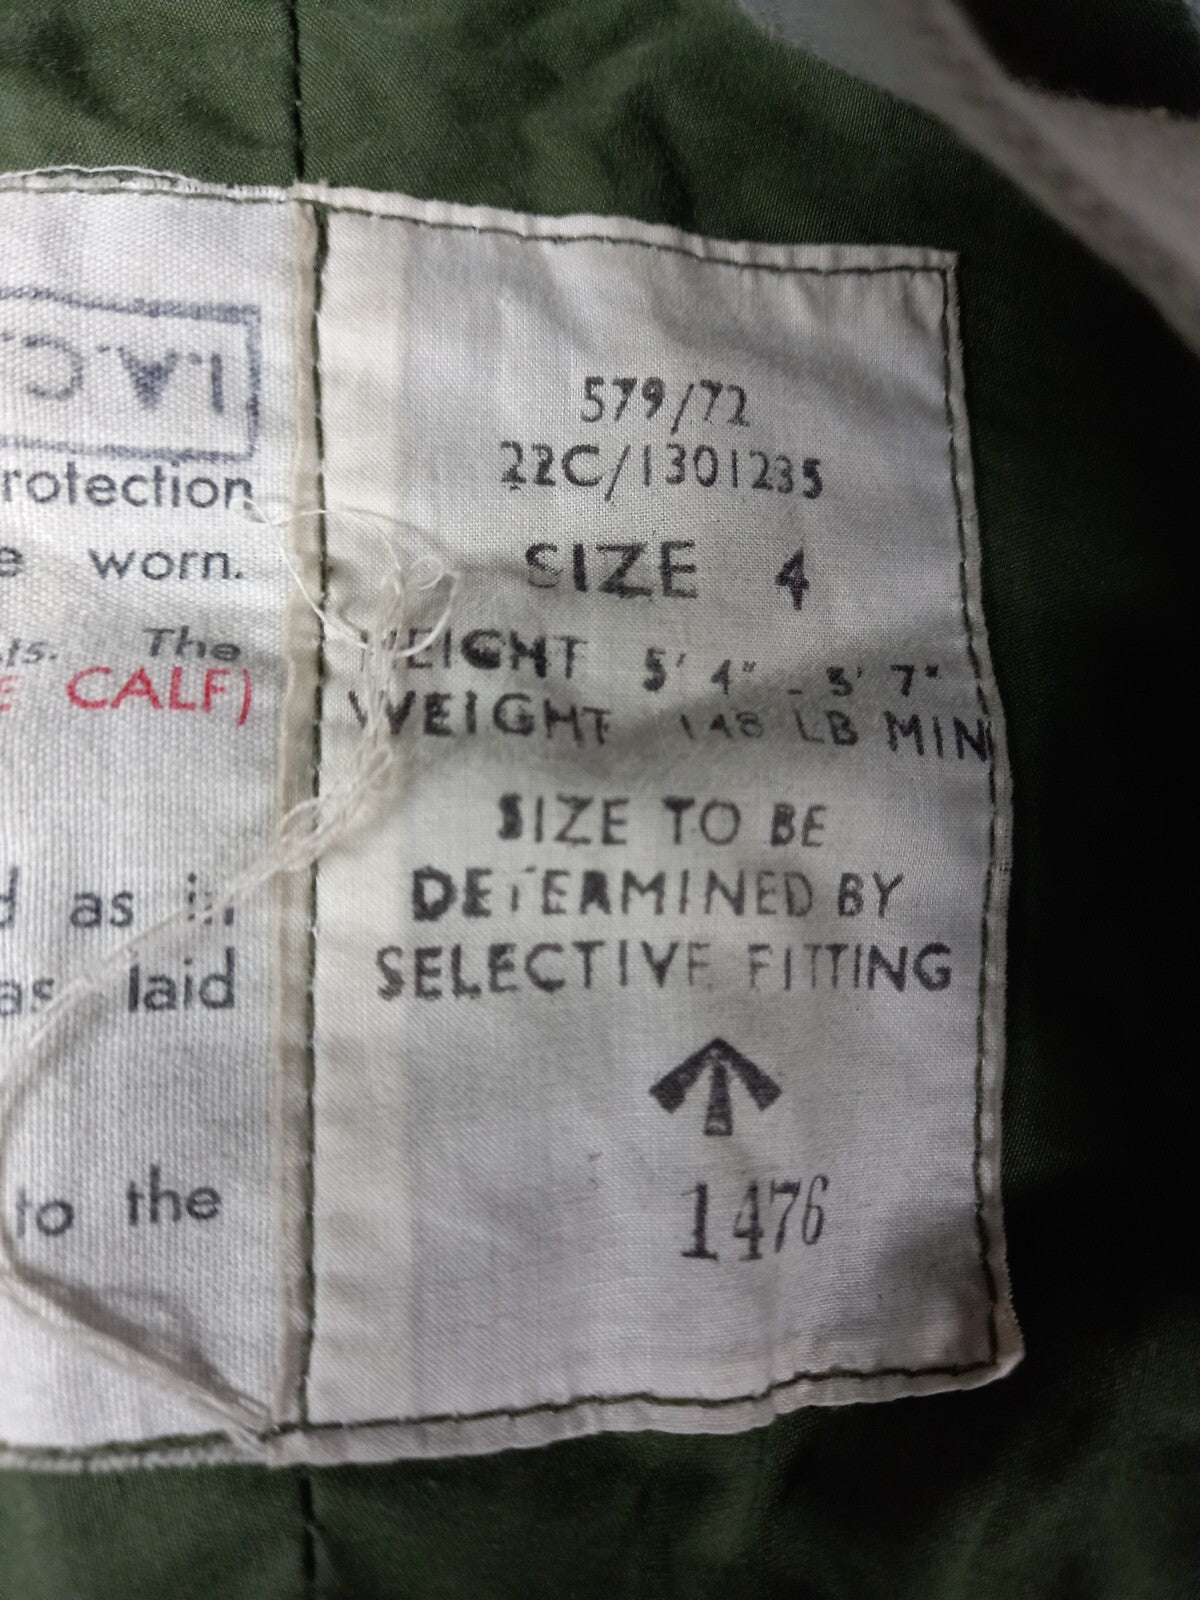 I.A.C.
rotection
e worn.
ts. The
E CALF)
d as in
as laid
to the
579/72
22C/1301235
SIZE 4
HEIGHT 5' 4" - 5' 7"
WEIGHT 148 LB MIN
SIZE TO BE
DETERMINED BY
SELECTIVE FITTING
1476